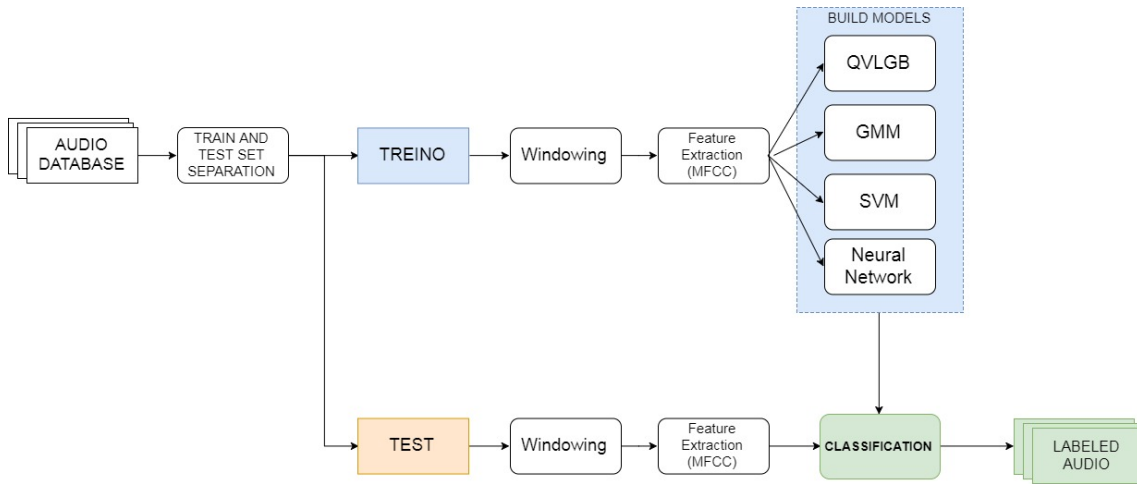 BUILD MODELS
QVLGB
GMM
SVM
Neural
Network
AUDIO
DATABASE
TRAIN AND
TEST SET
SEPARATION
TREINO
Windowing
Feature
Extraction
(MFCC)
TEST
Windowing
Feature
Extraction
(MFCC)
CLASSIFICATION
LABELED
AUDIO